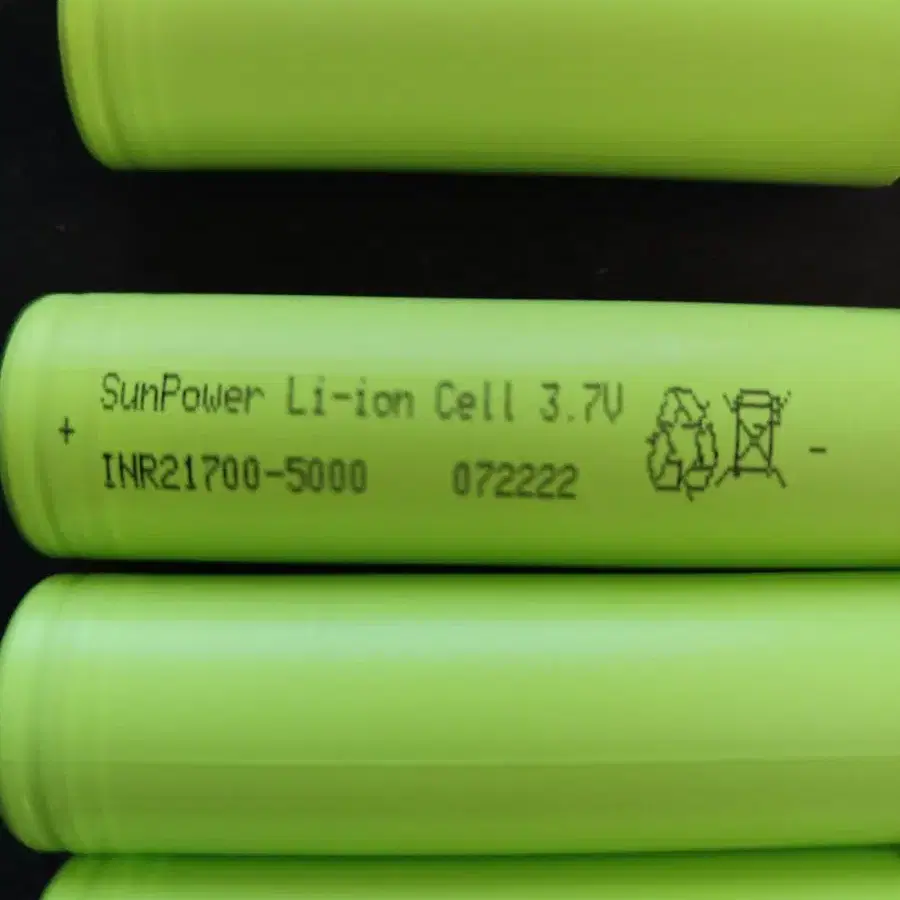 SunPower Li-ion Cell 3.7V
+
-
INR21700-5000 072222